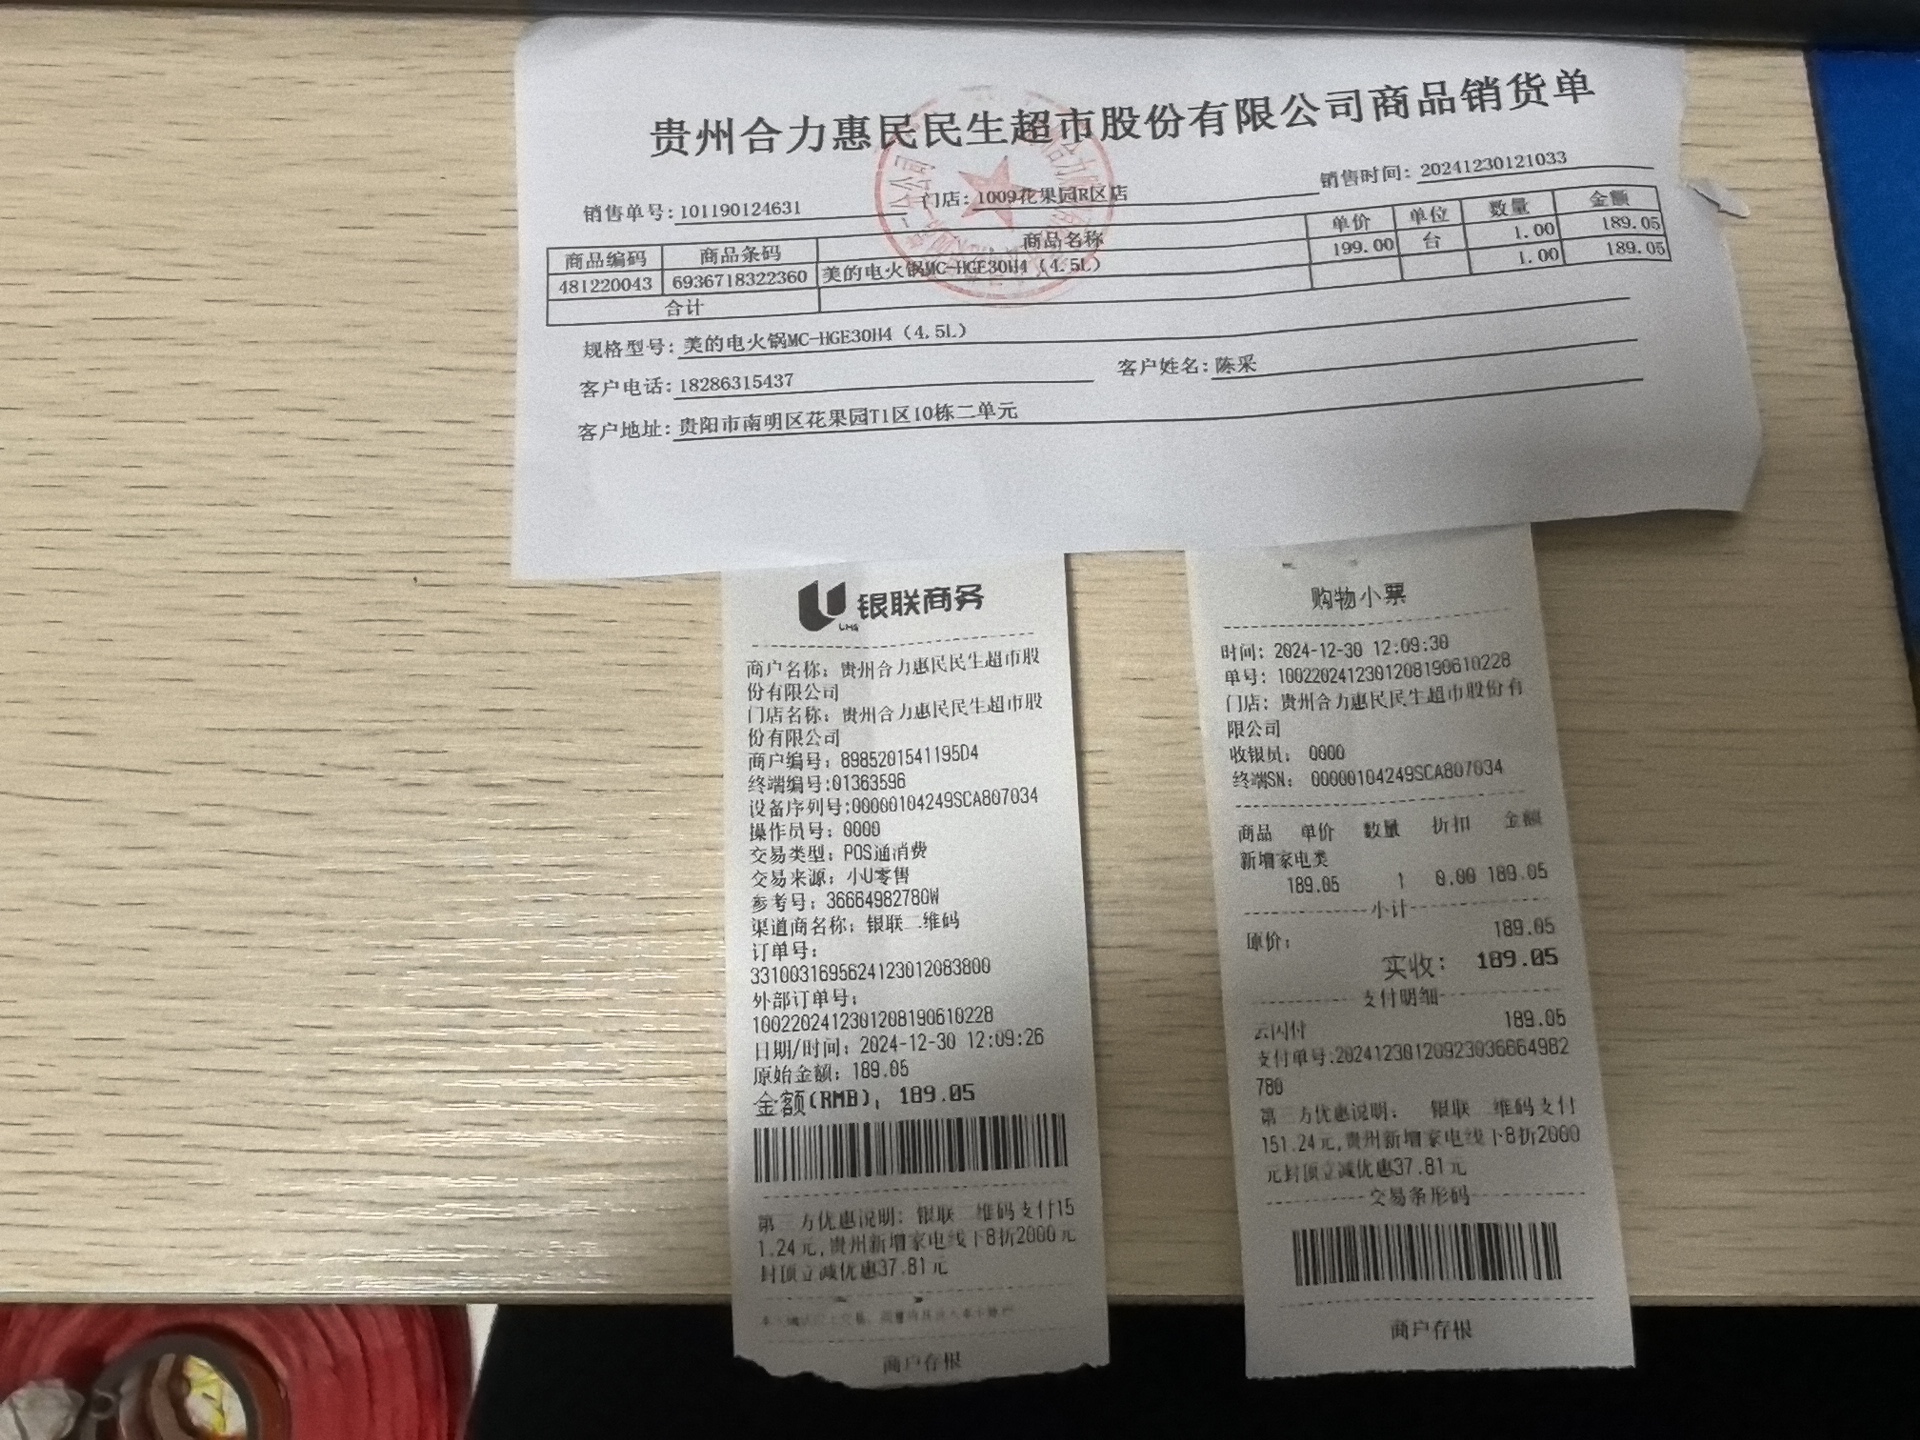 贵州合力惠民民生超市股份有限公司商品销货单
销售单号：101190124631 门店：1009花果园R区店 销售时间：20241230121033
商品编码 商品条码 商品名称 单价 单位 数量 金额
481220043 6936718322360 美的电火锅MC-HGE30H4（4.5L） 199.00 台 1.00 189.05
合计 1.00 189.05
规格型号：美的电火锅MC-HGE30H4（4.5L）
客户电话：18286315437 客户姓名：陈采
客户地址：贵阳市南明区花果园T1区10栋二单元
银联商务
UMS
商户名称：贵州合力惠民民生超市股
份有限公司
门店名称：贵州合力惠民民生超市股
份有限公司
商户编号：8985201541195D4
终端编号:01363596
设备序列号:00000104249SCA807034
操作员号：0000
交易类型：POS通消费
交易来源：小U零售
参考号：36664982780W
渠道商名称：银联二维码
订单号：
3310031695624123012083800
外部订单号：
1002202412301208190610228
日期/时间：2024-12-30 12:09:26
原始金额：189.05
金额(RMB)：189.05
第三方优惠说明：银联二维码支付15
1.24元,贵州新增家电线下8折2000元
封顶立减优惠37.81元
商户存根
购物小票
时间：2024-12-30 12:09:30
单号：1002202412301208190610228
门店：贵州合力惠民民生超市股份有
限公司
收银员：0000
终端SN：00000104249SCA807034
商品 单价 数量 折扣 金额
新增家电类
189.05 1 0.00 189.05
小计
原价： 189.05
实收：189.05
支付明细
云闪付 189.05
支付单号:20241230120923036664982
780
第三方优惠说明：银联二维码支付
151.24元,贵州新增家电线下8折2000
元封顶立减优惠37.81元
交易条形码
商户存根